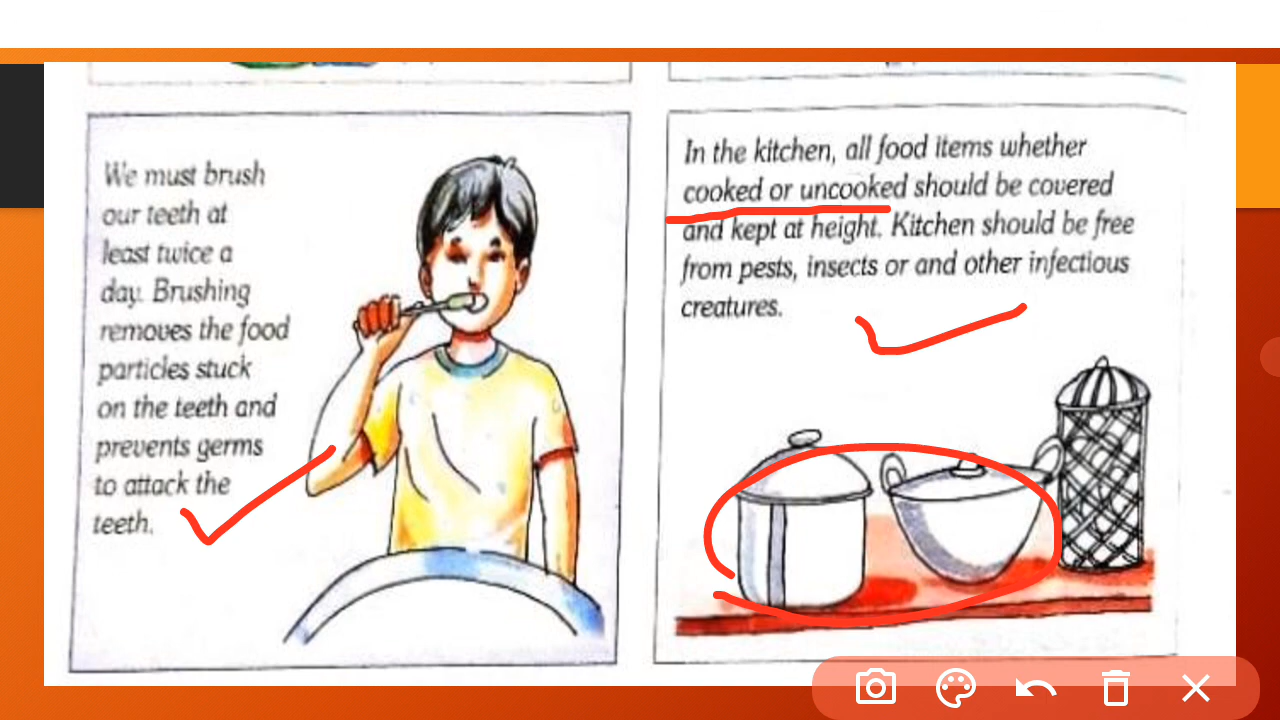 We must brush
our teeth at
least twice a
day. Brushing
removes the food
particles stuck
on the teeth and
prevents germs
to attack the
teeth.
In the kitchen, all food items whether
cooked or uncooked should be covered
and kept at height. Kitchen should be free
from pests, insects or and other infectious
creatures.